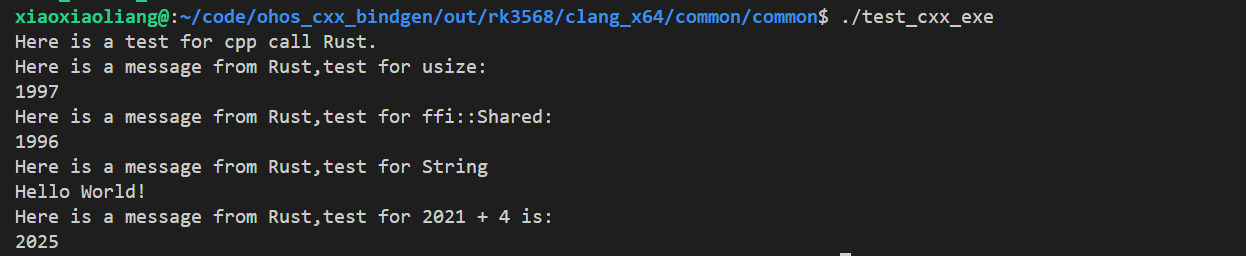 xiaoxiaoliang@:~/code/ohos_cxx_bindgen/out/rk3568/clang_x64/common/common$ ./test_cxx_exe
Here is a test for cpp call Rust.
Here is a message from Rust,test for usize:
1997
Here is a message from Rust,test for ffi::Shared:
1996
Here is a message from Rust,test for String
Hello World!
Here is a message from Rust,test for 2021 + 4 is:
2025